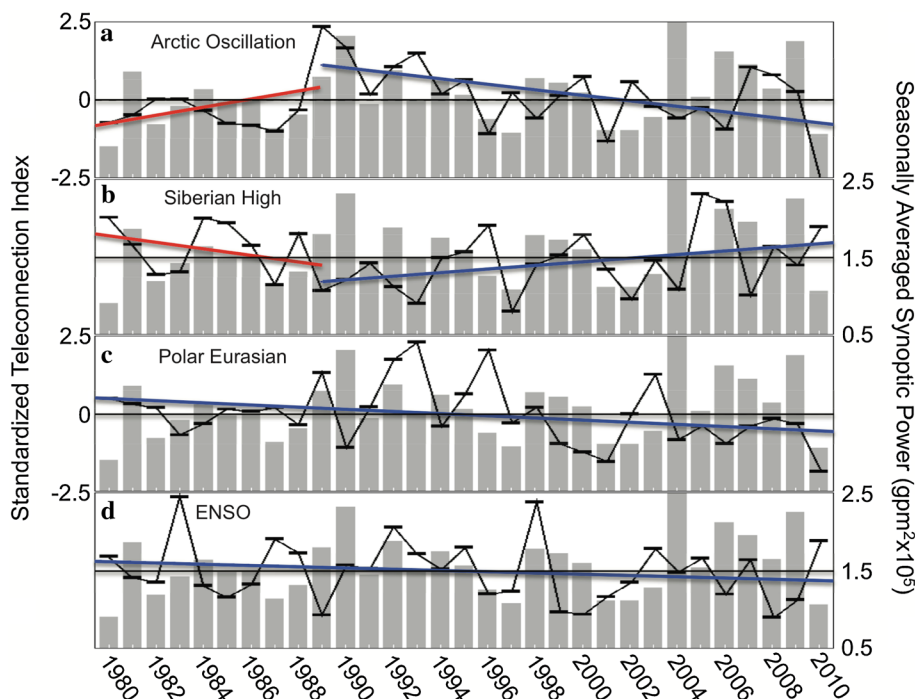 2.5
a
Arctic Oscillation
0
-2.5
b
Siberian High
2.5
1.5
0.5
2.5
c
Polar Eurasian
0
-2.5
d
ENSO
2.5
1.5
0.5
Standardized Teleconnection Index
Seasonally Averaged Synoptic Power (gpm²x10⁵)
1980
1982
1984
1986
1988
1990
1992
1994
1996
1998
2000
2002
2004
2006
2008
2010